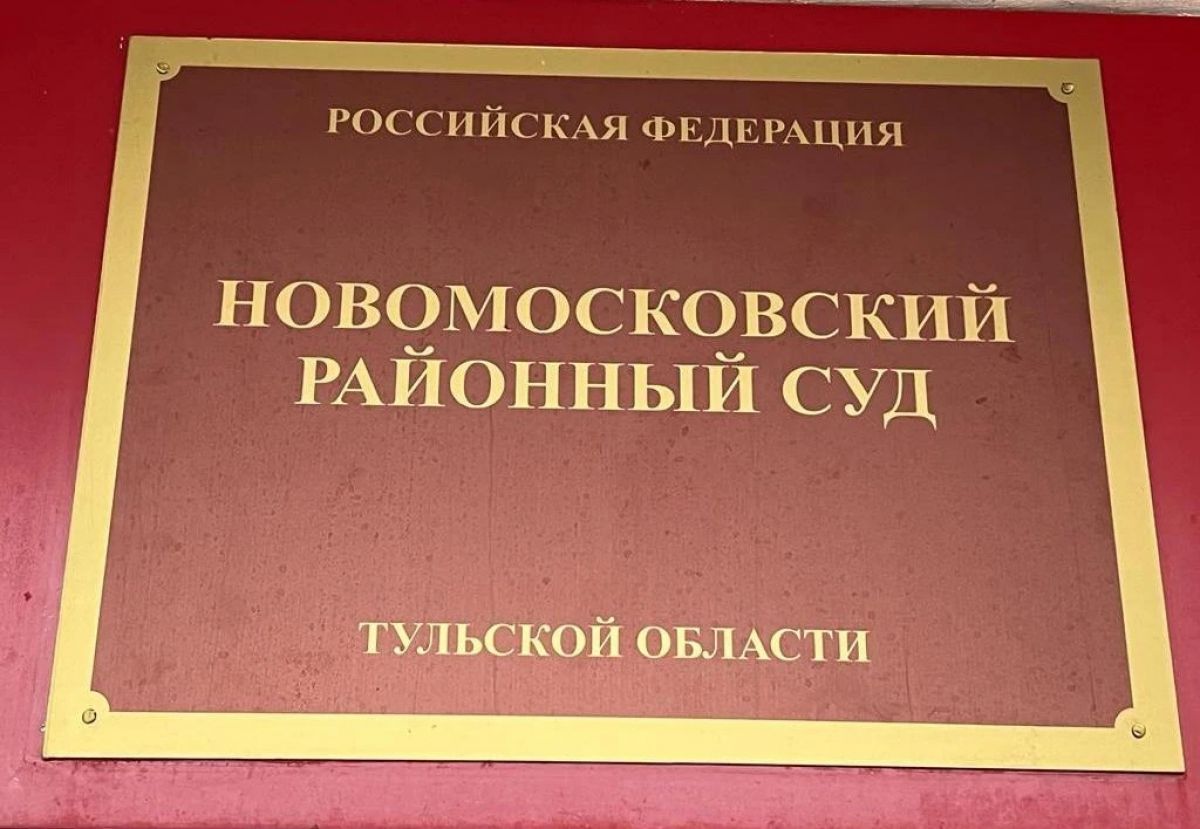 РОССИЙСКАЯ ФЕДЕРАЦИЯ
НОВОМОСКОВСКИЙ
РАЙОННЫЙ СУД
ТУЛЬСКОЙ ОБЛАСТИ